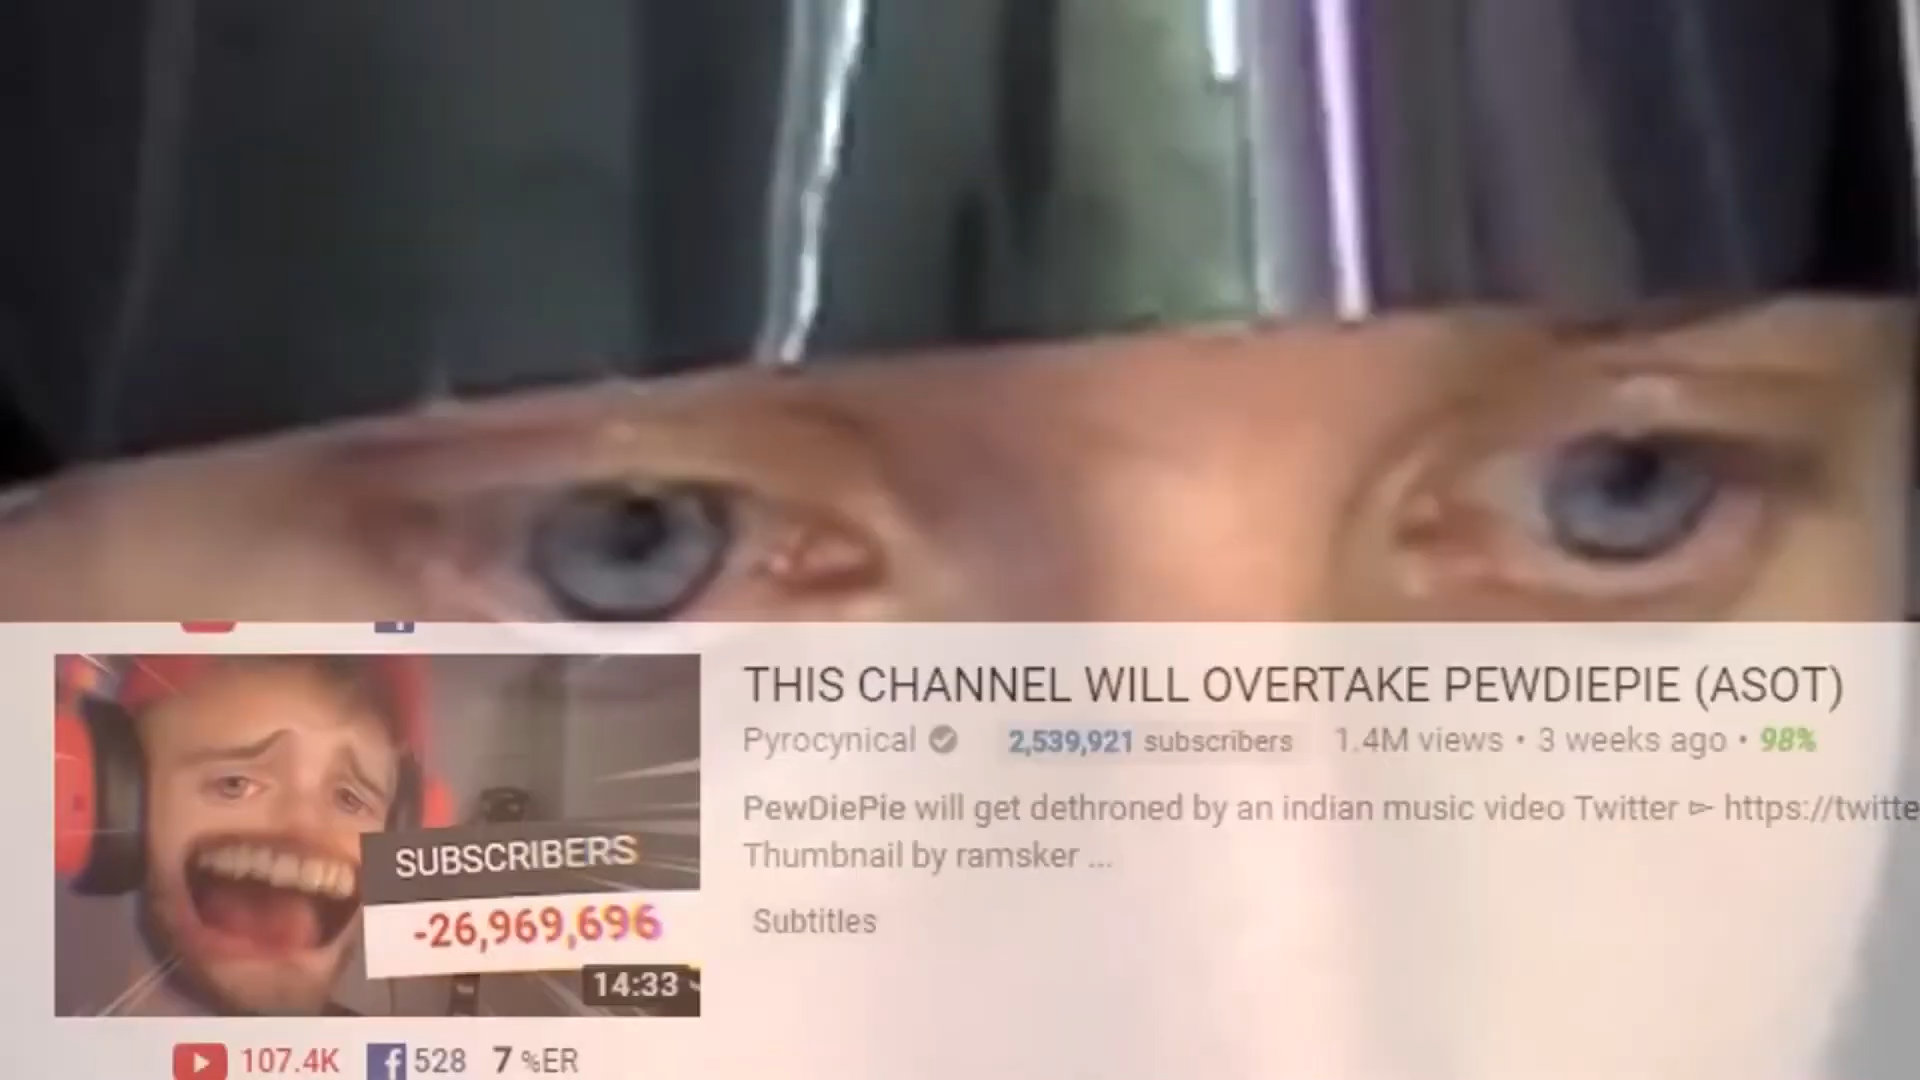 THIS CHANNEL WILL OVERTAKE PEWDIEPIE (ASOT)
Pyrocynical 2,539,921 subscribers 1.4M views • 3 weeks ago • 98%
PewDiePie will get dethroned by an indian music video Twitter ⊳ https://twitte
Thumbnail by ramsker ...
SUBSCRIBERS
-26,969,696
Subtitles
14:33
107.4K f 528 7 %ER